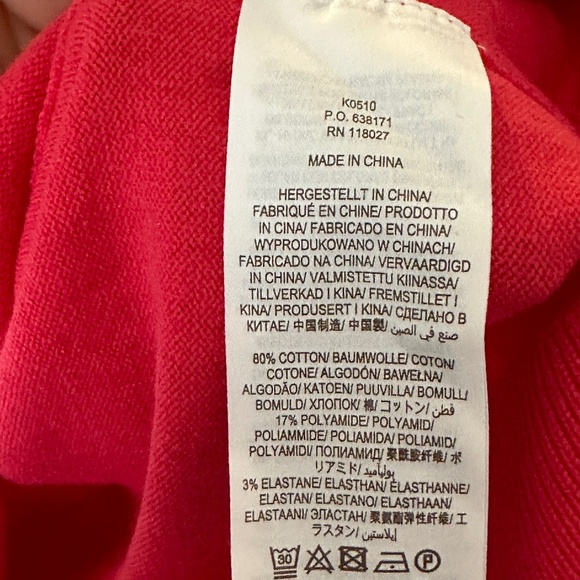 K0510
P.O. 638171
RN 118027
MADE IN CHINA
HERGESTELLT IN CHINA/
FABRIQUÉ EN CHINE/ PRODOTTO
IN CINA/ FABRICADO EN CHINA/
WYPRODUKOWANO W CHINACH/
FABRICADO NA CHINA/ VERVAARDIGD
IN CHINA/ VALMISTETTU KIINASSA/
TILLVERKAD I KINA/ FREMSTILLET I
KINA/ PRODUSERT I KINA/ СДЕЛАНО В
КИТАЕ/ 中国制造/ 中国製/ صنع في الصين
80% COTTON/ BAUMWOLLE/ COTON/
COTONE/ ALGODÓN/ BAWEŁNA/
ALGODÃO/ KATOEN/ PUUVILLA/ BOMULL/
BOMULD/ ХЛОПОК/ 棉/ コットン/ قطن
17% POLYAMIDE/ POLYAMID/
POLIAMMIDE/ POLIAMIDA/ POLIAMID/
POLYAMIDI/ ПОЛИАМИД/ 聚酰胺纤维/ ポ
リアミド/ بولياميد
3% ELASTANE/ ELASTHAN/ ÉLASTHANNE/
ELASTAN/ ELASTANO/ ELASTHAAN/
ELASTAANI/ ЭЛАСТАН/ 聚氨酯弹性纤维/ エ
ラスタン/ إيلاستين
30 P